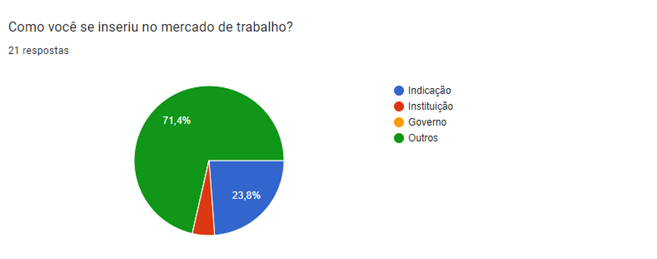 Como você se inseriu no mercado de trabalho?
21 respostas
71,4%
23,8%
Indicação
Instituição
Governo
Outros